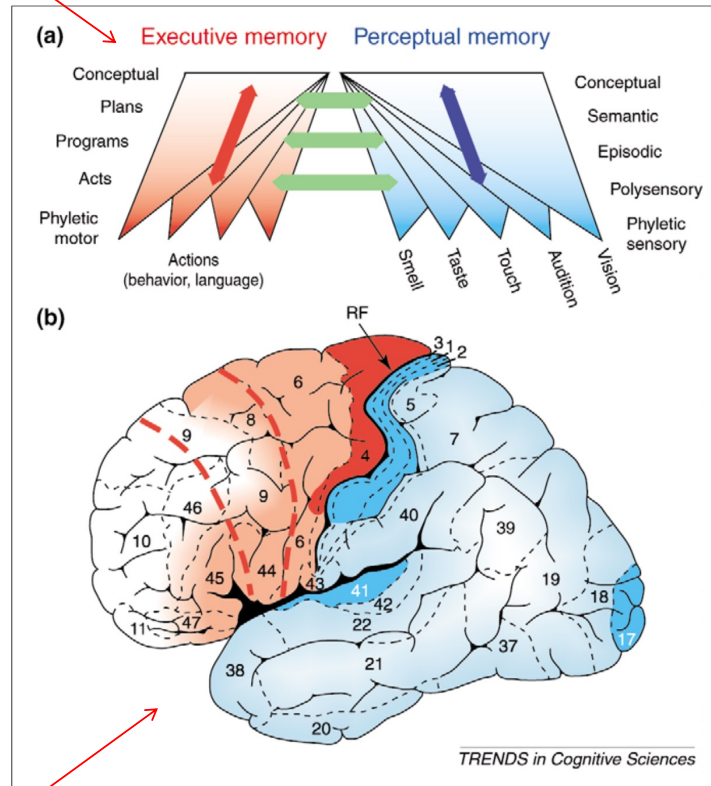 (a)
Executive memory
Perceptual memory
Conceptual
Plans
Programs
Acts
Phyletic
motor
Actions
(behavior, language)
Conceptual
Semantic
Episodic
Polysensory
Phyletic
sensory
Smell
Taste
Touch
Audition
Vision
(b)
RF
3
1
2
6
8
9
4
5
7
9
46
10
6
40
39
45
44
43
41
42
19
18
17
11
47
22
37
38
21
20
TRENDS in Cognitive Sciences